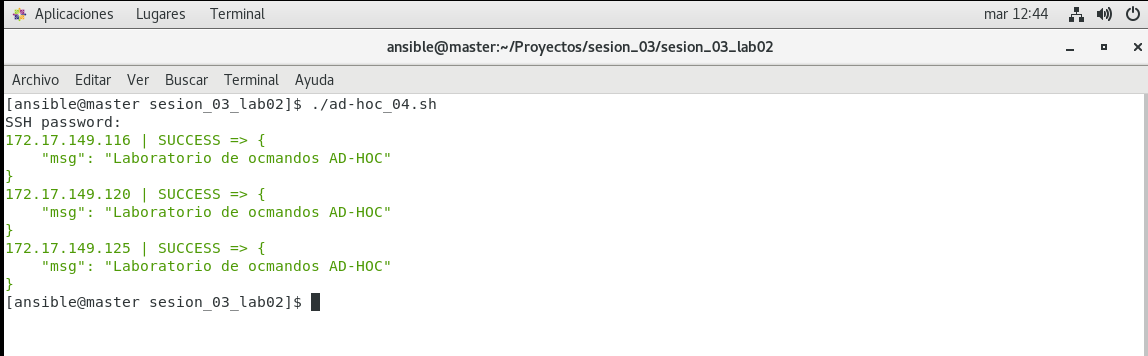 Aplicaciones Lugares Terminal mar 12:44
ansible@master:~/Proyectos/sesion_03/sesion_03_lab02
Archivo Editar Ver Buscar Terminal Ayuda
[ansible@master sesion_03_lab02]$ ./ad-hoc_04.sh
SSH password:
172.17.149.116 | SUCCESS => {
    "msg": "Laboratorio de ocmandos AD-HOC"
}
172.17.149.120 | SUCCESS => {
    "msg": "Laboratorio de ocmandos AD-HOC"
}
172.17.149.125 | SUCCESS => {
    "msg": "Laboratorio de ocmandos AD-HOC"
}
[ansible@master sesion_03_lab02]$